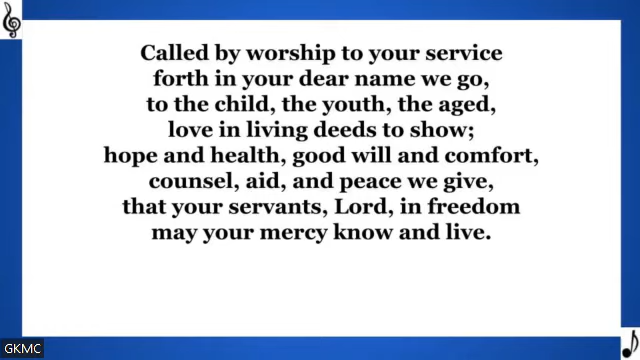 Called by worship to your service
forth in your dear name we go,
to the child, the youth, the aged,
love in living deeds to show;
hope and health, good will and comfort,
counsel, aid, and peace we give,
that your servants, Lord, in freedom
may your mercy know and live.
GKMC